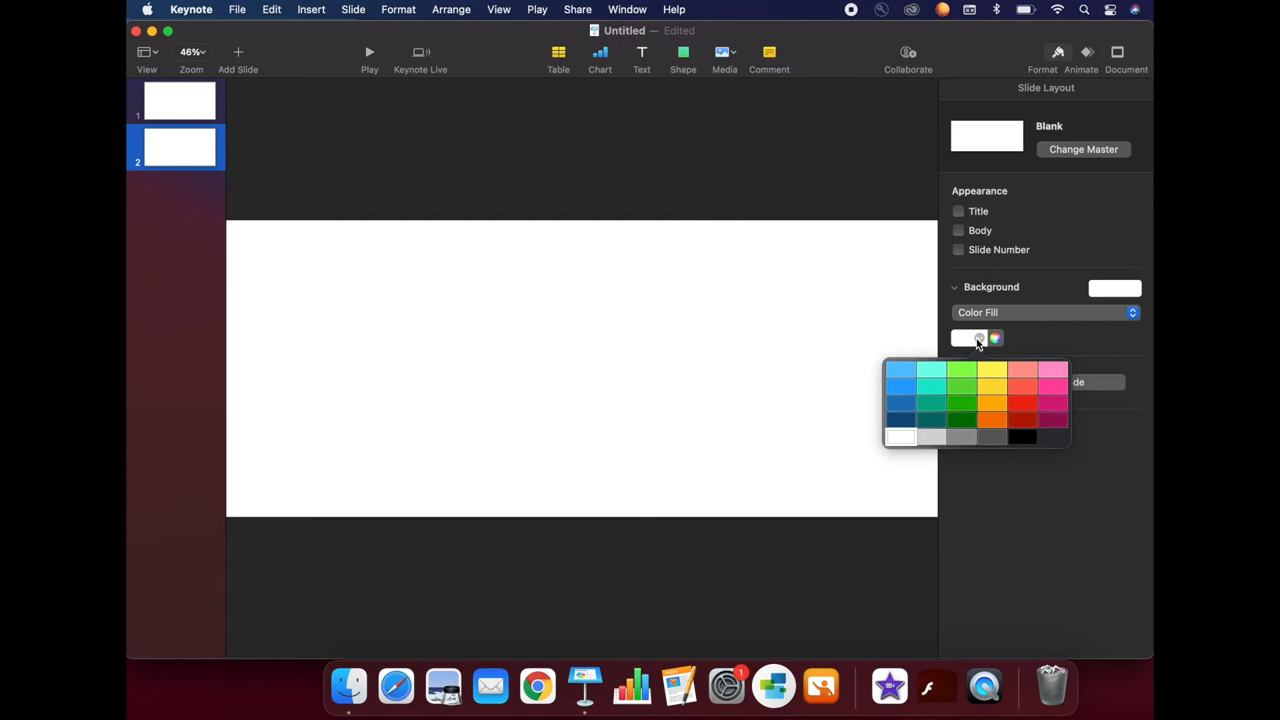 Keynote File Edit Insert Slide Format Arrange View Play Share Window Help
Untitled — Edited
46%
View Zoom Add Slide Play Keynote Live Table Chart Text Shape Media Comment Collaborate Format Animate Document
Slide Layout
1
Blank
Change Master
2
Appearance
Title
Body
Slide Number
Background
Color Fill
de
1